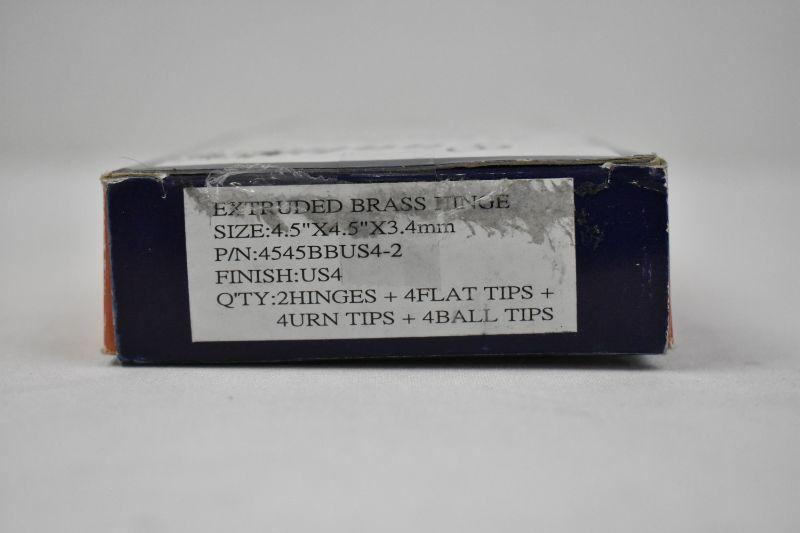 EXTRUDED BRASS HINGE
SIZE:4.5"X4.5"X3.4mm
P/N:4545BBUS4-2
FINISH:US4
Q'TY:2HINGES + 4FLAT TIPS +
4URN TIPS + 4BALL TIPS